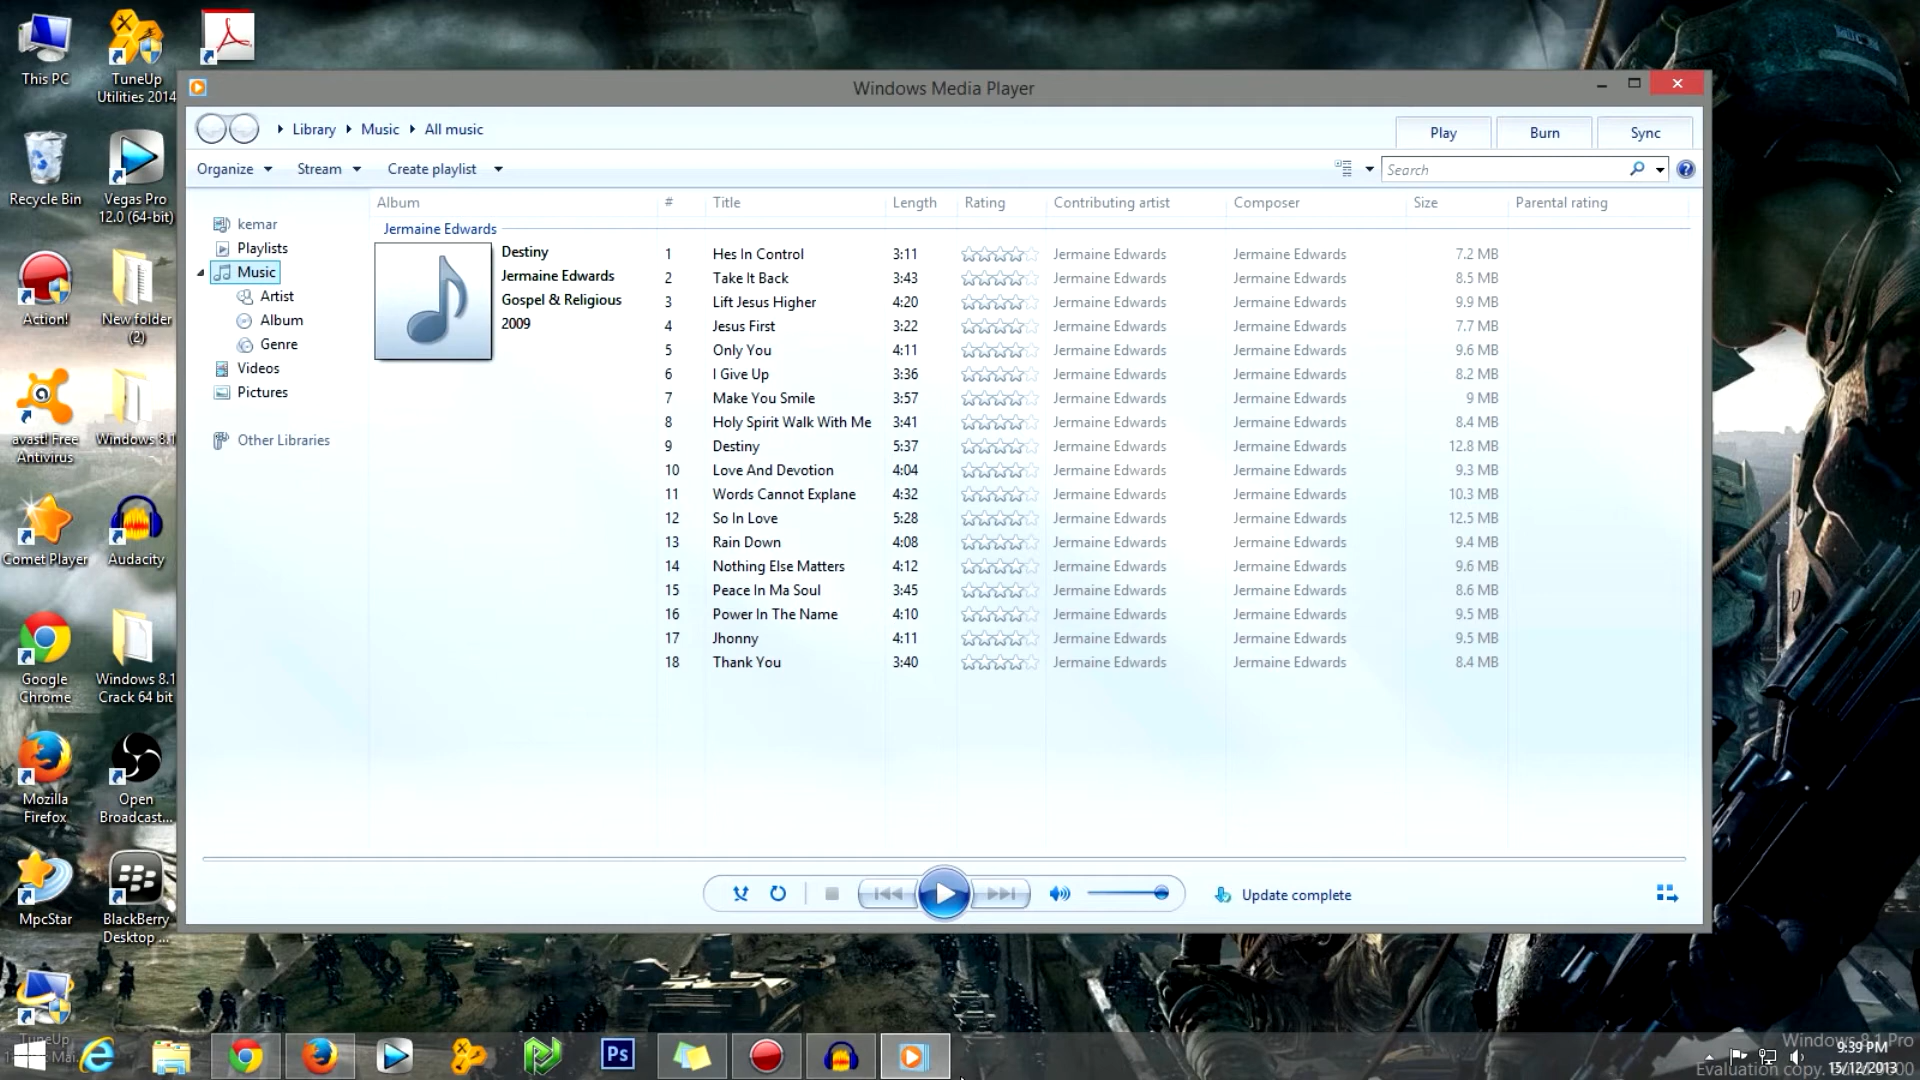 This PC
TuneUp
Utilities 2014
Recycle Bin
Vegas Pro
12.0 (64-bit)
Action!
New folder
(2)
avast! Free
Antivirus
Windows 8.1
Comet Player
Audacity
Google
Chrome
Windows 8.1
Crack 64 bit
Mozilla
Firefox
Open
Broadcast...
MpcStar
BlackBerry
Desktop ...
TuneUp
Windows Media Player
Library Music All music
Play Burn Sync
Organize Stream Create playlist
Search
kemar
Playlists
Music
Artist
Album
Genre
Videos
Pictures
Other Libraries
Album # Title Length Rating Contributing artist Composer Size Parental rating
Jermaine Edwards
Destiny
Jermaine Edwards
Gospel & Religious
2009
1 Hes In Control 3:11 Jermaine Edwards Jermaine Edwards 7.2 MB
2 Take It Back 3:43 Jermaine Edwards Jermaine Edwards 8.5 MB
3 Lift Jesus Higher 4:20 Jermaine Edwards Jermaine Edwards 9.9 MB
4 Jesus First 3:22 Jermaine Edwards Jermaine Edwards 7.7 MB
5 Only You 4:11 Jermaine Edwards Jermaine Edwards 9.6 MB
6 I Give Up 3:36 Jermaine Edwards Jermaine Edwards 8.2 MB
7 Make You Smile 3:57 Jermaine Edwards Jermaine Edwards 9 MB
8 Holy Spirit Walk With Me 3:41 Jermaine Edwards Jermaine Edwards 8.4 MB
9 Destiny 5:37 Jermaine Edwards Jermaine Edwards 12.8 MB
10 Love And Devotion 4:04 Jermaine Edwards Jermaine Edwards 9.3 MB
11 Words Cannot Explane 4:32 Jermaine Edwards Jermaine Edwards 10.3 MB
12 So In Love 5:28 Jermaine Edwards Jermaine Edwards 12.5 MB
13 Rain Down 4:08 Jermaine Edwards Jermaine Edwards 9.4 MB
14 Nothing Else Matters 4:12 Jermaine Edwards Jermaine Edwards 9.6 MB
15 Peace In Ma Soul 3:45 Jermaine Edwards Jermaine Edwards 8.6 MB
16 Power In The Name 4:10 Jermaine Edwards Jermaine Edwards 9.5 MB
17 Jhonny 4:11 Jermaine Edwards Jermaine Edwards 9.5 MB
18 Thank You 3:40 Jermaine Edwards Jermaine Edwards 8.4 MB
Update complete
Ps
Windows 8.1 Pro
9:39 PM
Evaluation copy.
15/12/2013